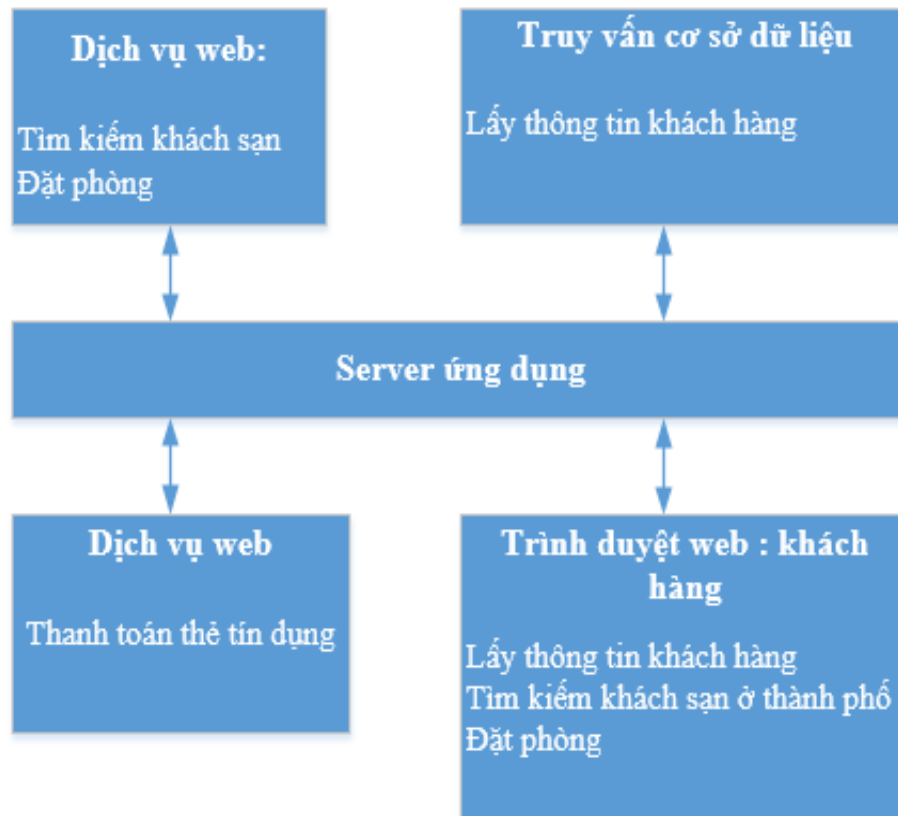 Dịch vụ web:
Tìm kiếm khách sạn
Đặt phòng
Truy vấn cơ sở dữ liệu
Lấy thông tin khách hàng
Server ứng dụng
Dịch vụ web
Thanh toán thẻ tín dụng
Trình duyệt web : khách
hàng
Lấy thông tin khách hàng
Tìm kiếm khách sạn ở thành phố
Đặt phòng